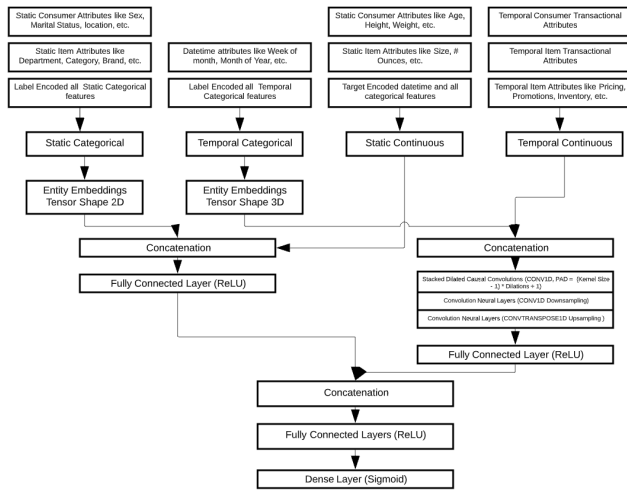 Static Consumer Attributes like Sex,
Marital Status, location, etc.
Static Consumer Attributes like Age,
Height, Weight, etc.
Temporal Consumer Transactional
Attributes
Static Item Attributes like
Department, Category, Brand, etc.
Datetime attributes like Week of
month, Month of Year, etc.
Static Item Attributes like Size, #
Ounces, etc.
Temporal Item Transactional
Attributes
Label Encoded all Static Categorical
features
Label Encoded all Temporal
Categorical features
Target Encoded datetime and all
categorical features
Temporal Item Attributes like Pricing,
Promotions, Inventory, etc.
Static Categorical
Temporal Categorical
Static Continuous
Temporal Continuous
Entity Embeddings
Tensor Shape 2D
Entity Embeddings
Tensor Shape 3D
Concatenation
Concatenation
Fully Connected Layer (ReLU)
Stacked Dilated Causal Convolutions (CONV1D, PAD = (Kernel Size
- 1) * Dilations + 1)
Convolution Neural Layers (CONV1D Downsampling)
Convolution Neural Layers (CONVTRANSPOSE1D Upsampling )
Fully Connected Layer (ReLU)
Concatenation
Fully Connected Layers (ReLU)
Dense Layer (Sigmoid)